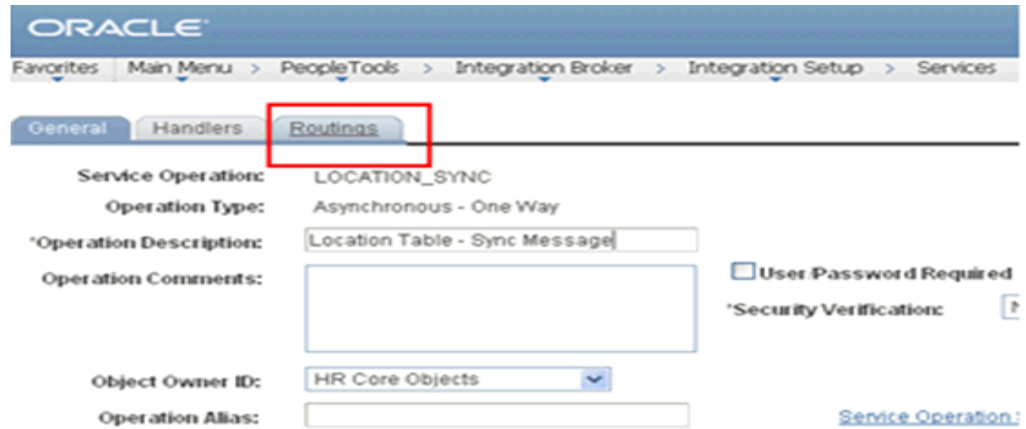 ORACLE
Favorites Main Menu > PeopleTools > Integration Broker > Integration Setup > Services
General Handlers Routings
Service Operation: LOCATION_SYNC
Operation Type: Asynchronous - One Way
*Operation Description: Location Table - Sync Message
Operation Comments:
User/Password Required
*Security Verification:
Object Owner ID: HR Core Objects
Operation Alias:
Service Operation